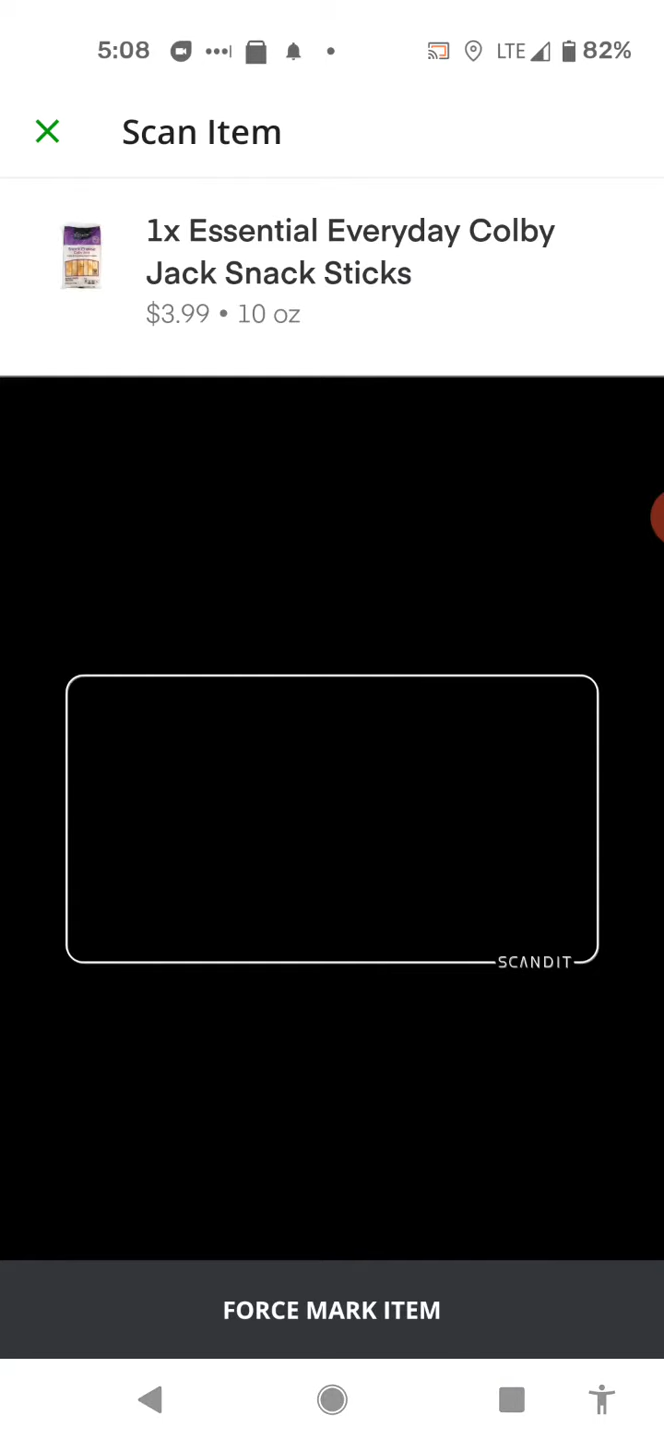 5:08 LTE 82%
Scan Item
1x Essential Everyday Colby
Jack Snack Sticks
$3.99 • 10 oz
SCANDIT
FORCE MARK ITEM